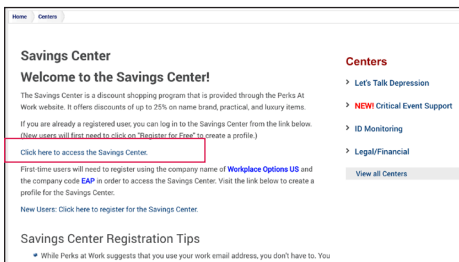 Home
Centers
Savings Center
Welcome to the Savings Center!
The Savings Center is a discount shopping program that is provided through the Perks At
Work website. It offers discounts of up to 25% on name brand, practical, and luxury items.
If you are already a registered user, you can log in to the Savings Center from the link below.
(New users will first need to click on "Register for Free" to create a profile.)
Click here to access the Savings Center.
First-time users will need to register using the company name of Workplace Options US and
the company code EAP in order to access the Savings Center. Visit the link below to create a
profile for the Savings Center.
New Users: Click here to register for the Savings Center.
Savings Center Registration Tips
While Perks at Work suggests that you use your work email address, you don't have to. You
Centers
Let's Talk Depression
NEW! Critical Event Support
ID Monitoring
Legal/Financial
View all Centers